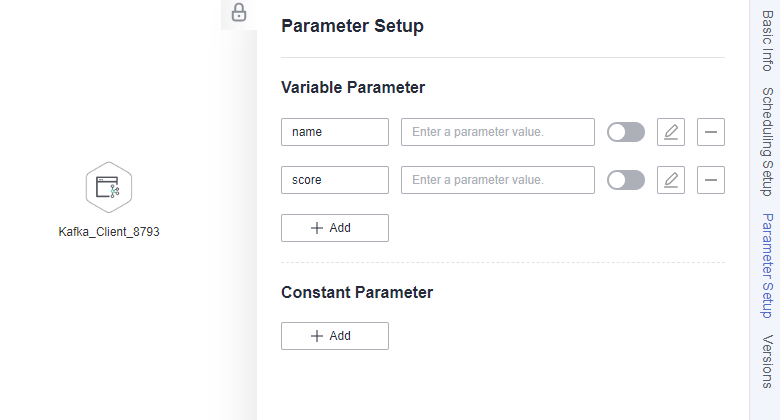 Parameter Setup
Variable Parameter
name
Enter a parameter value.
score
Enter a parameter value.
Add
Constant Parameter
Add
Kafka_Client_8793
Basic Info
Scheduling Setup
Parameter Setup
Versions